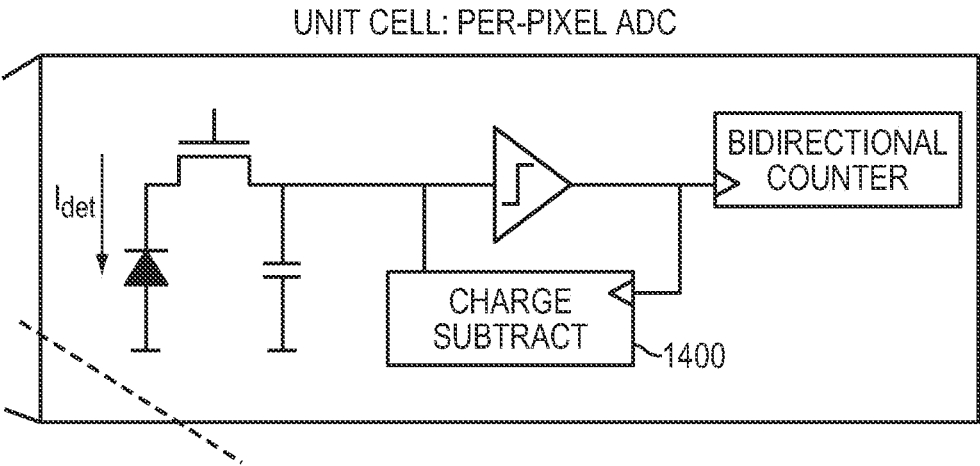 UNIT CELL: PER-PIXEL ADC
Idet
BIDIRECTIONAL
COUNTER
CHARGE
SUBTRACT
1400